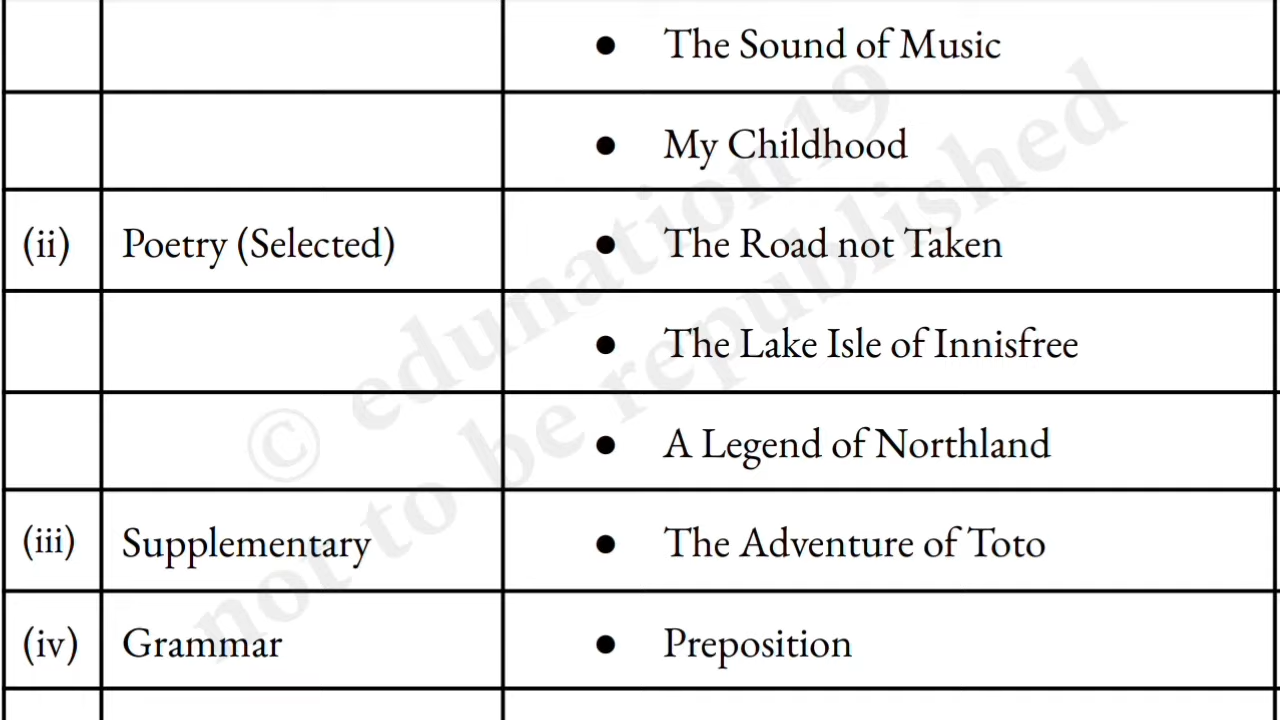 ● The Sound of Music
● My Childhood
(ii) Poetry (Selected) ● The Road not Taken
● The Lake Isle of Innisfree
● A Legend of Northland
(iii) Supplementary ● The Adventure of Toto
(iv) Grammar ● Preposition
© edunation19
not to be republished